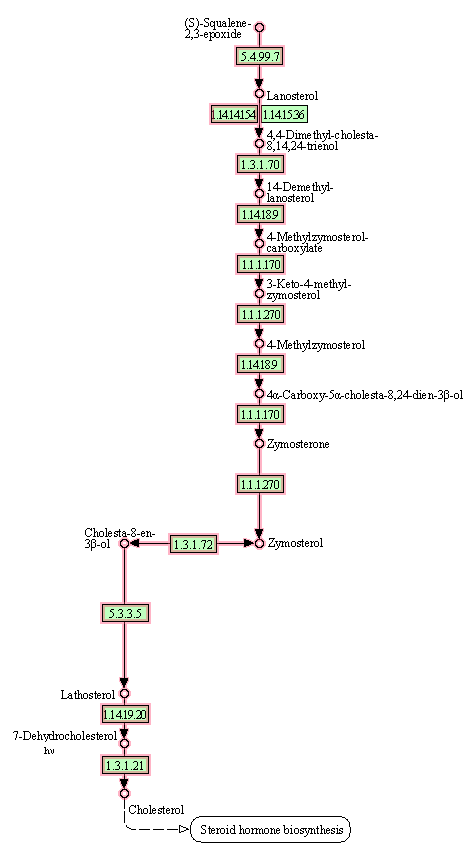 (S)-Squalene-
2,3-epoxide
5.4.99.7
Lanosterol
1.14.14.154
1.14.15.36
4,4-Dimethyl-cholesta-
8,14,24-trienol
1.3.1.70
14-Demethyl-
lanosterol
1.14.18.9
4-Methylzymosterol-
carboxylate
1.1.1.170
3-Keto-4-methyl-
zymosterol
1.1.1.270
4-Methylzymosterol
1.14.18.9
4α-Carboxy-5α-cholesta-8,24-dien-3β-ol
1.1.1.170
Zymosterone
1.1.1.270
Cholesta-8-en-
3β-ol
1.3.1.72
Zymosterol
5.3.3.5
Lathosterol
1.14.19.20
7-Dehydrocholesterol
hν
1.3.1.21
Cholesterol
Steroid hormone biosynthesis